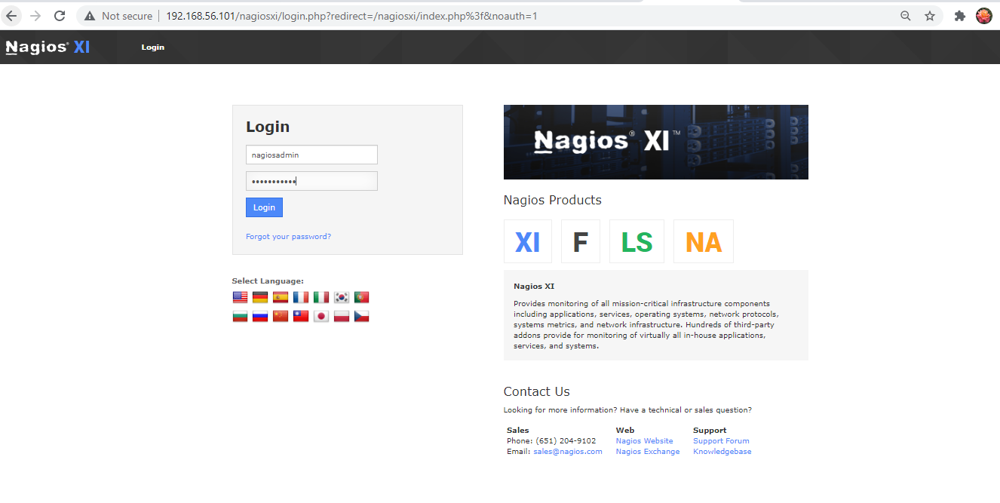 Not secure | 192.168.56.101/nagiosxi/login.php?redirect=/nagiosxi/index.php%3f&noauth=1
Nagios® XI Login
Login
nagiosadmin
•••••••••••
Login
Forgot your password?
Select Language:
Nagios® XI™
Nagios Products
XI F LS NA
Nagios XI
Provides monitoring of all mission-critical infrastructure components
including applications, services, operating systems, network protocols,
systems metrics, and network infrastructure. Hundreds of third-party
addons provide for monitoring of virtually all in-house applications,
services, and systems.
Contact Us
Looking for more information? Have a technical or sales question?
Sales Web Support
Phone: (651) 204-9102 Nagios Website Support Forum
Email: sales@nagios.com Nagios Exchange Knowledgebase